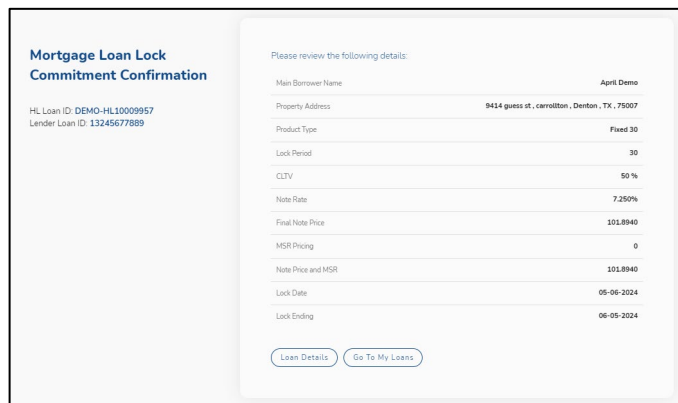 Mortgage Loan Lock
Commitment Confirmation
HL Loan ID: DEMO-HL10009957
Lender Loan ID: 13245677889
Please review the following details:
Main Borrower Name April Demo
Property Address 9414 guess st , carrollton , Denton , TX , 75007
Product Type Fixed 30
Lock Period 30
CLTV 50 %
Note Rate 7.250%
Final Note Price 101.8940
MSR Pricing 0
Note Price and MSR 101.8940
Lock Date 05-06-2024
Lock Ending 06-05-2024
Loan Details Go To My Loans